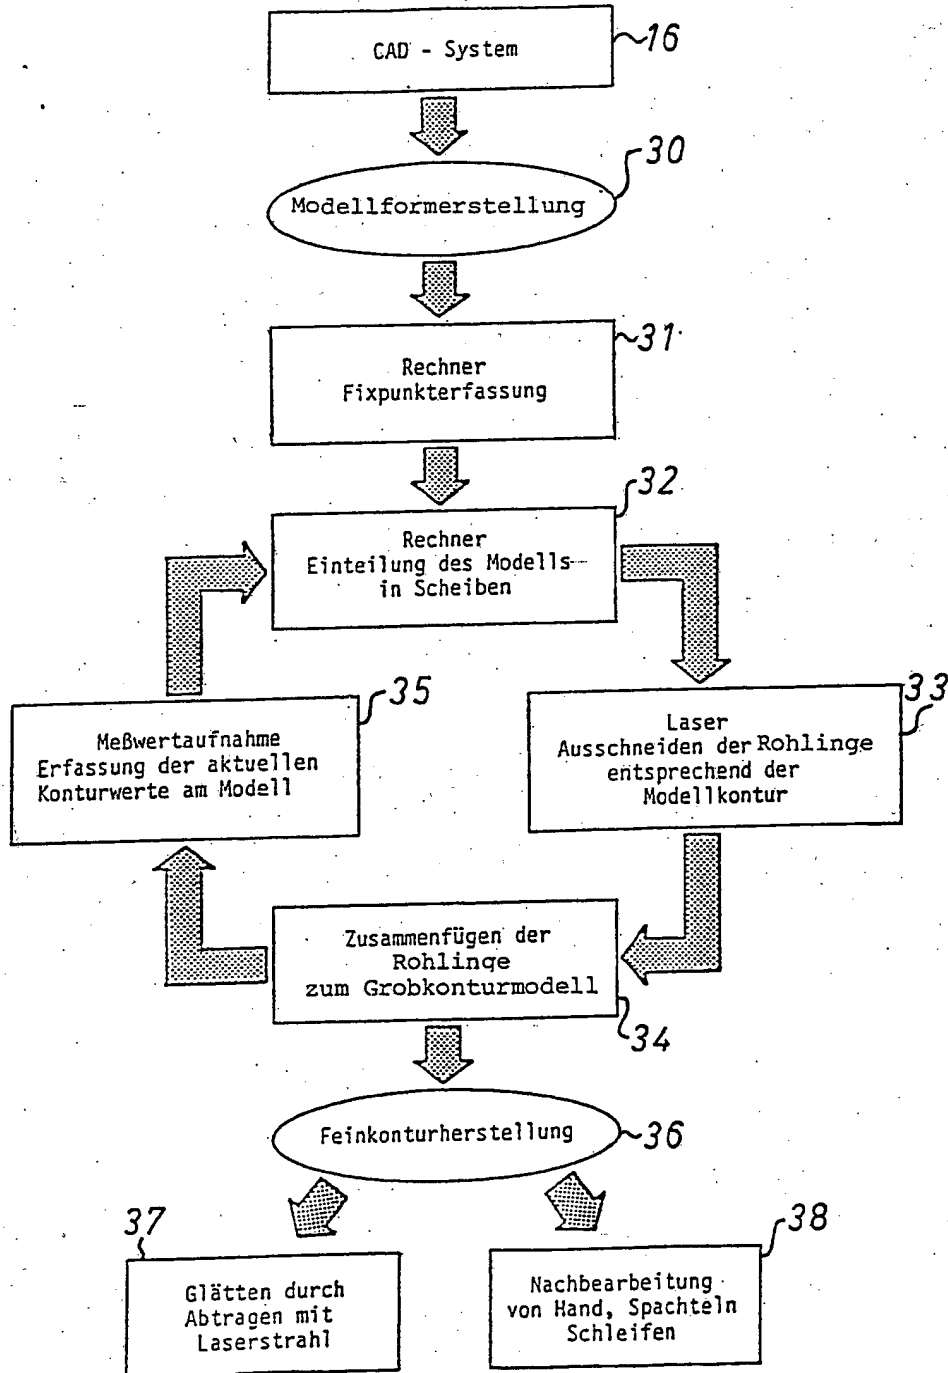 CAD - System
16
30
Modellformerstellung
31
Rechner
Fixpunkterfassung
32
Rechner
Einteilung des Modells
in Scheiben
35
Meßwertaufnahme
Erfassung der aktuellen
Konturwerte am Modell
33
Laser
Ausschneiden der Rohlinge
entsprechend der
Modellkontur
Zusammenfügen der
Rohlinge
zum Grobkonturmodell
34
Feinkonturherstellung
36
37
Glätten durch
Abtragen mit
Laserstrahl
38
Nachbearbeitung
von Hand, Spachteln
Schleifen